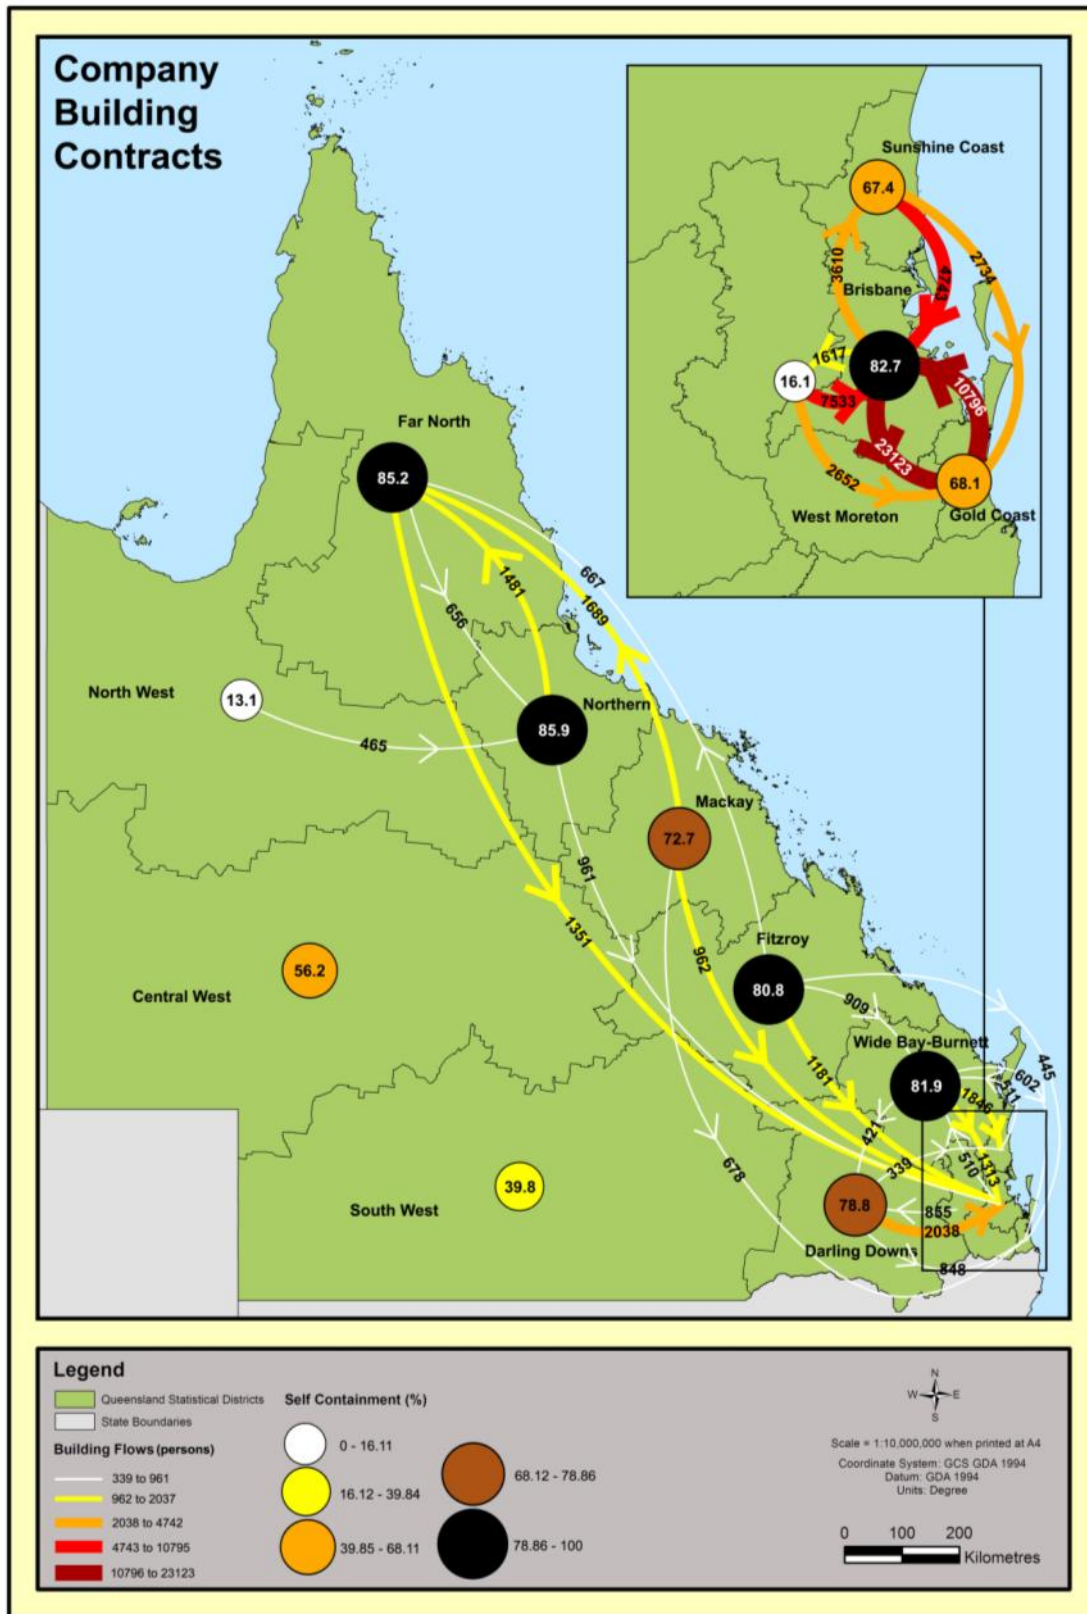 Company
Building
Contracts
Sunshine Coast
67.4
3610
4743
2734
Brisbane
1617
82.7
16.1
7533
10796
23123
2652
68.1
West Moreton
Gold Coast
Far North
85.2
667
1481
1689
656
North West
13.1
Northern
85.9
465
Mackay
72.7
961
1351
Fitzroy
962
80.8
56.2
Central West
909
Wide Bay-Burnett
445
602
511
81.9
1846
1181
421
339
510
1313
678
39.8
South West
78.8
855
2038
Darling Downs
848
Legend
Queensland Statistical Districts
State Boundaries
Building Flows (persons)
339 to 961
962 to 2037
2038 to 4742
4743 to 10795
10796 to 23123
Self Containment (%)
0 - 16.11
16.12 - 39.84
39.85 - 68.11
68.12 - 78.86
78.86 - 100
N
W
E
S
Scale = 1:10,000,000 when printed at A4
Coordinate System: GCS GDA 1994
Datum: GDA 1994
Units: Degree
0 100 200
Kilometres